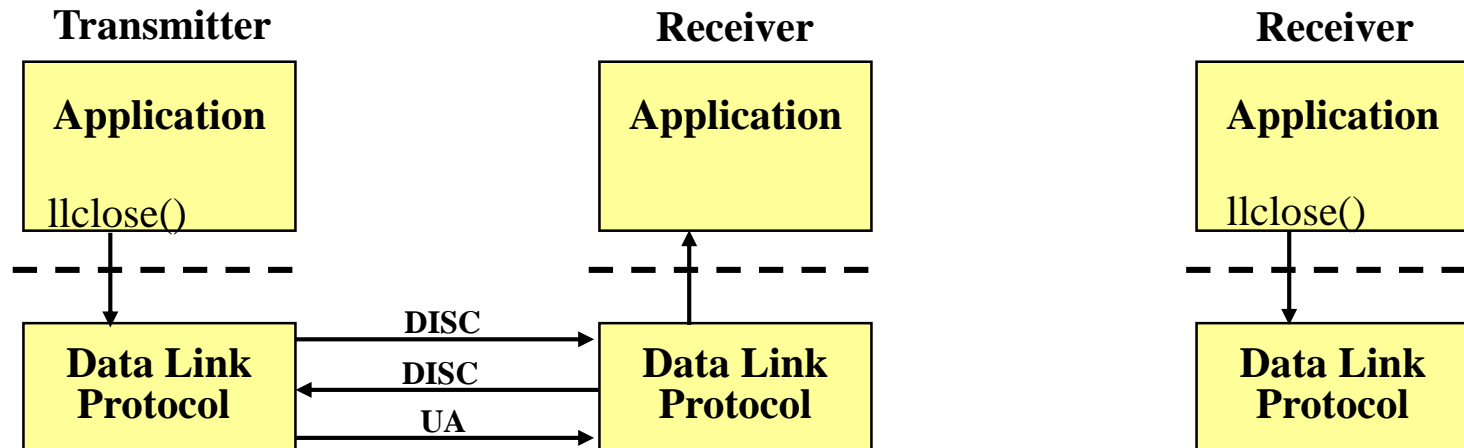 Transmitter
Receiver
Receiver
Application
Application
Application
llclose()
llclose()
DISC
Data Link
Protocol
DISC
Data Link
Protocol
Data Link
Protocol
UA